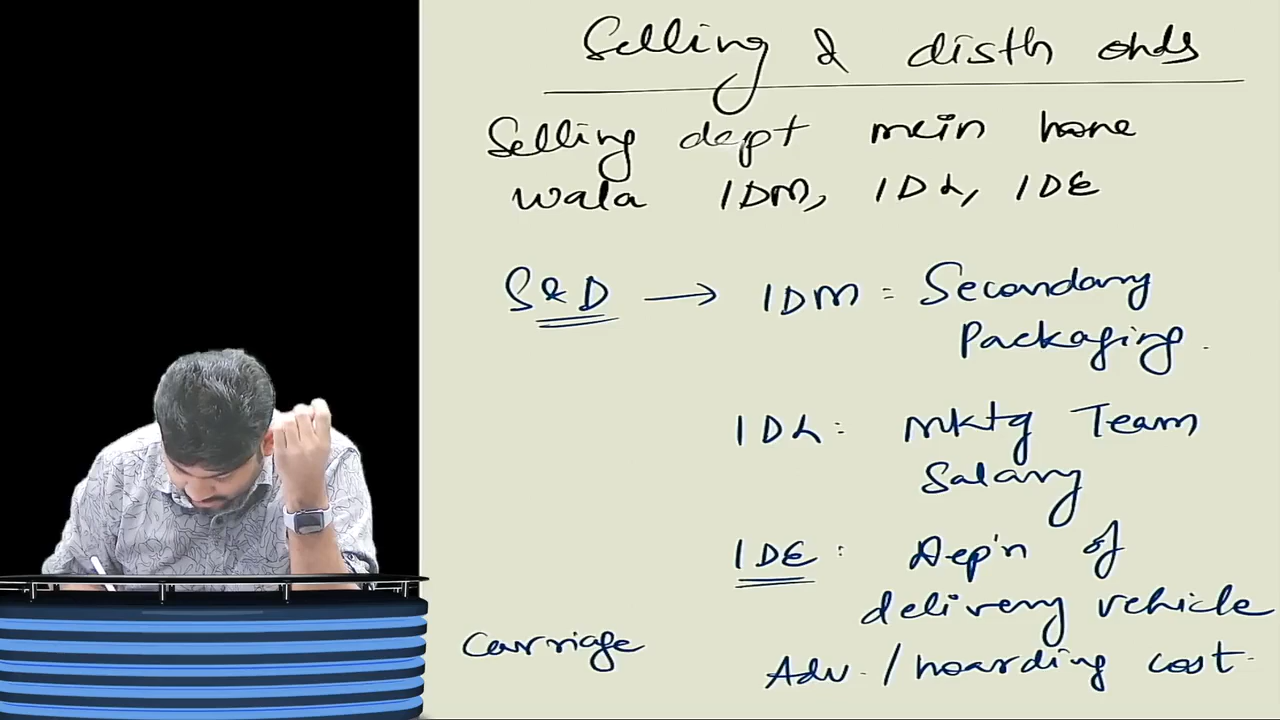 Selling & distn ohds
Selling dept mein hone
wala IDM, IDL, IDE
S&D → IDM = Secondary
Packaging.
IDL : Mktg Team
Salary
IDE : Dep'n of
delivery vehicle
Carriage Adv. / hoarding cost.